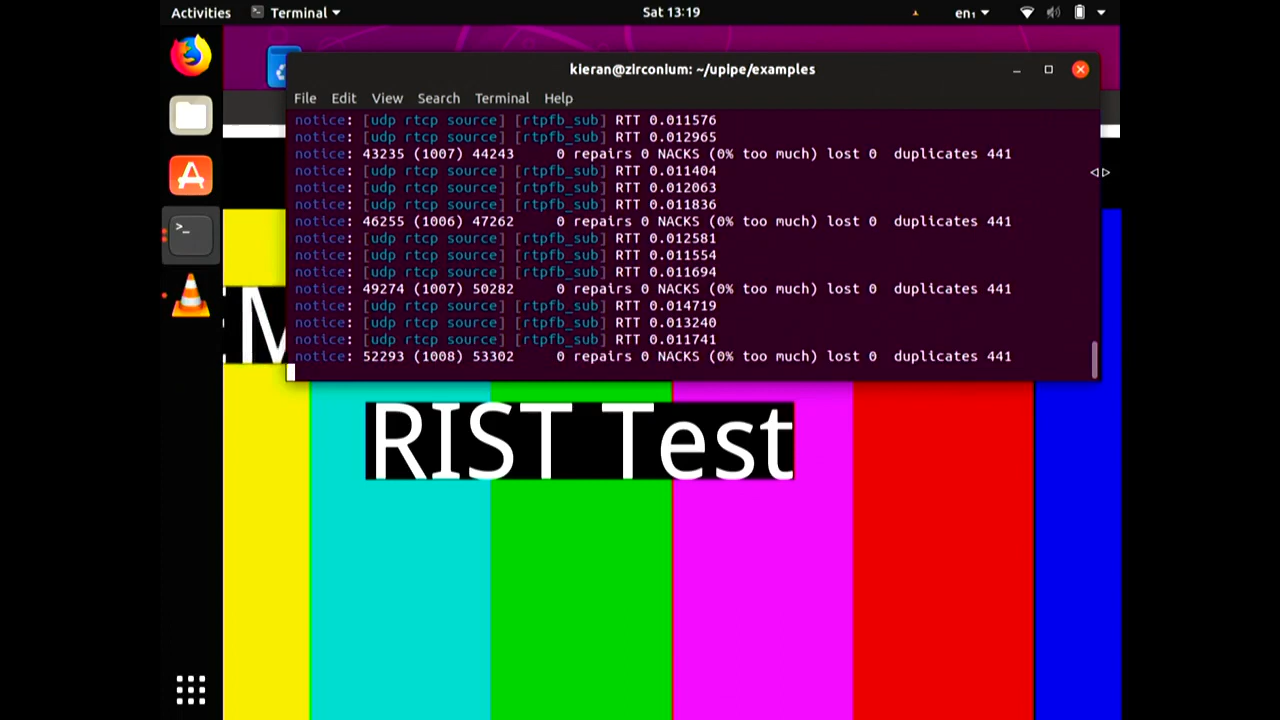 Activities Terminal Sat 13:19 en₁
kieran@zirconium: ~/upipe/examples
File Edit View Search Terminal Help
notice: [udp rtcp source] [rtpfb_sub] RTT 0.011576
notice: [udp rtcp source] [rtpfb_sub] RTT 0.012965
notice: 43235 (1007) 44243     0 repairs 0 NACKS (0% too much) lost 0  duplicates 441
notice: [udp rtcp source] [rtpfb_sub] RTT 0.011404
notice: [udp rtcp source] [rtpfb_sub] RTT 0.012063
notice: [udp rtcp source] [rtpfb_sub] RTT 0.011836
notice: 46255 (1006) 47262     0 repairs 0 NACKS (0% too much) lost 0  duplicates 441
notice: [udp rtcp source] [rtpfb_sub] RTT 0.012581
notice: [udp rtcp source] [rtpfb_sub] RTT 0.011554
notice: [udp rtcp source] [rtpfb_sub] RTT 0.011694
notice: 49274 (1007) 50282     0 repairs 0 NACKS (0% too much) lost 0  duplicates 441
notice: [udp rtcp source] [rtpfb_sub] RTT 0.014719
notice: [udp rtcp source] [rtpfb_sub] RTT 0.013240
notice: [udp rtcp source] [rtpfb_sub] RTT 0.011741
notice: 52293 (1008) 53302     0 repairs 0 NACKS (0% too much) lost 0  duplicates 441
RIST Test